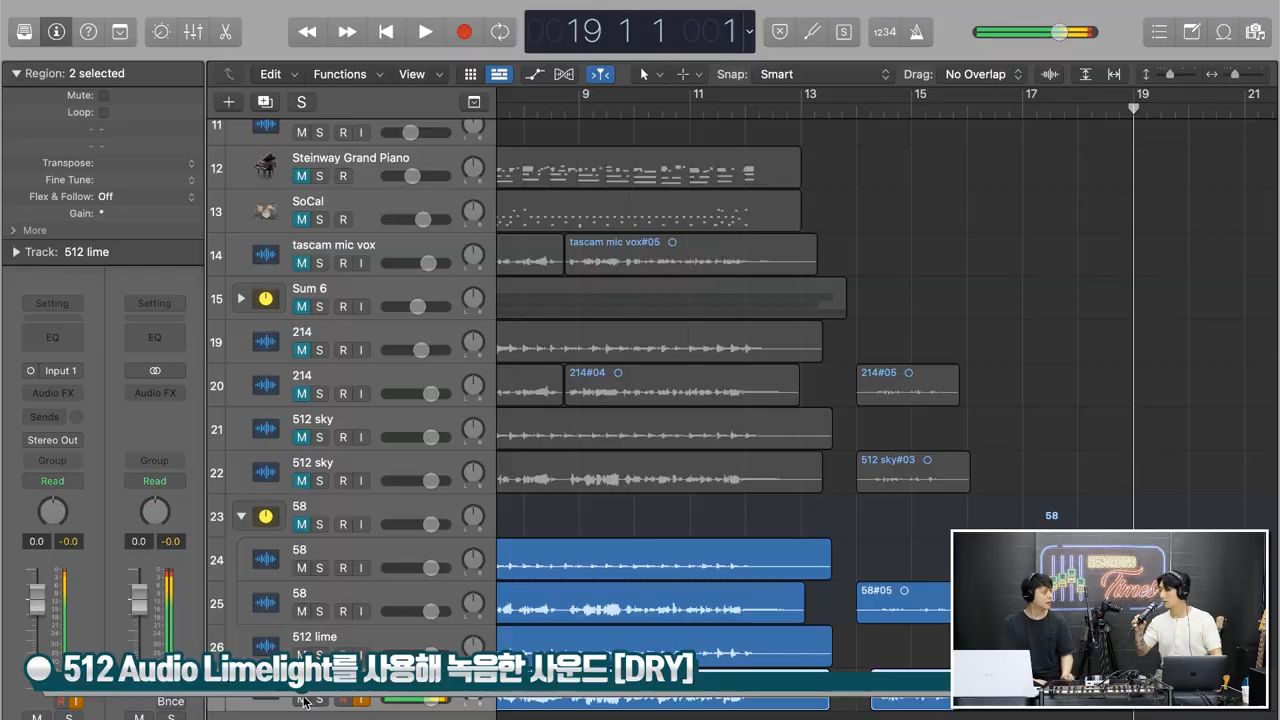 19 1 1 001
1234
Region: 2 selected
Mute:
Loop:
Transpose:
Fine Tune:
Flex & Follow: Off
Gain:
More
Track: 512 lime
Setting
Setting
EQ
EQ
Input 1
Audio FX
Audio FX
Sends
Stereo Out
Group
Group
Read
Read
0.0 -0.0
0.0 -0.0
Bnce
M S
M S
Edit
Functions
View
Snap: Smart
Drag: No Overlap
S
9 11 13 15 17 19 21
11
M S R I
12
Steinway Grand Piano
M S R
13
SoCal
M S R
14
tascam mic vox
M S R I
tascam mic vox#05
15
Sum 6
M S R I
19
214
M S R I
20
214
M S R I
214#04
214#05
21
512 sky
M S R I
22
512 sky
M S R I
512 sky#03
23
58
M S R I
58
24
58
M S R I
25
58
M S R I
58#05
26
512 lime
512 Audio Limelight를 사용해 녹음한 사운드 [DRY]
SESSIONS
Times